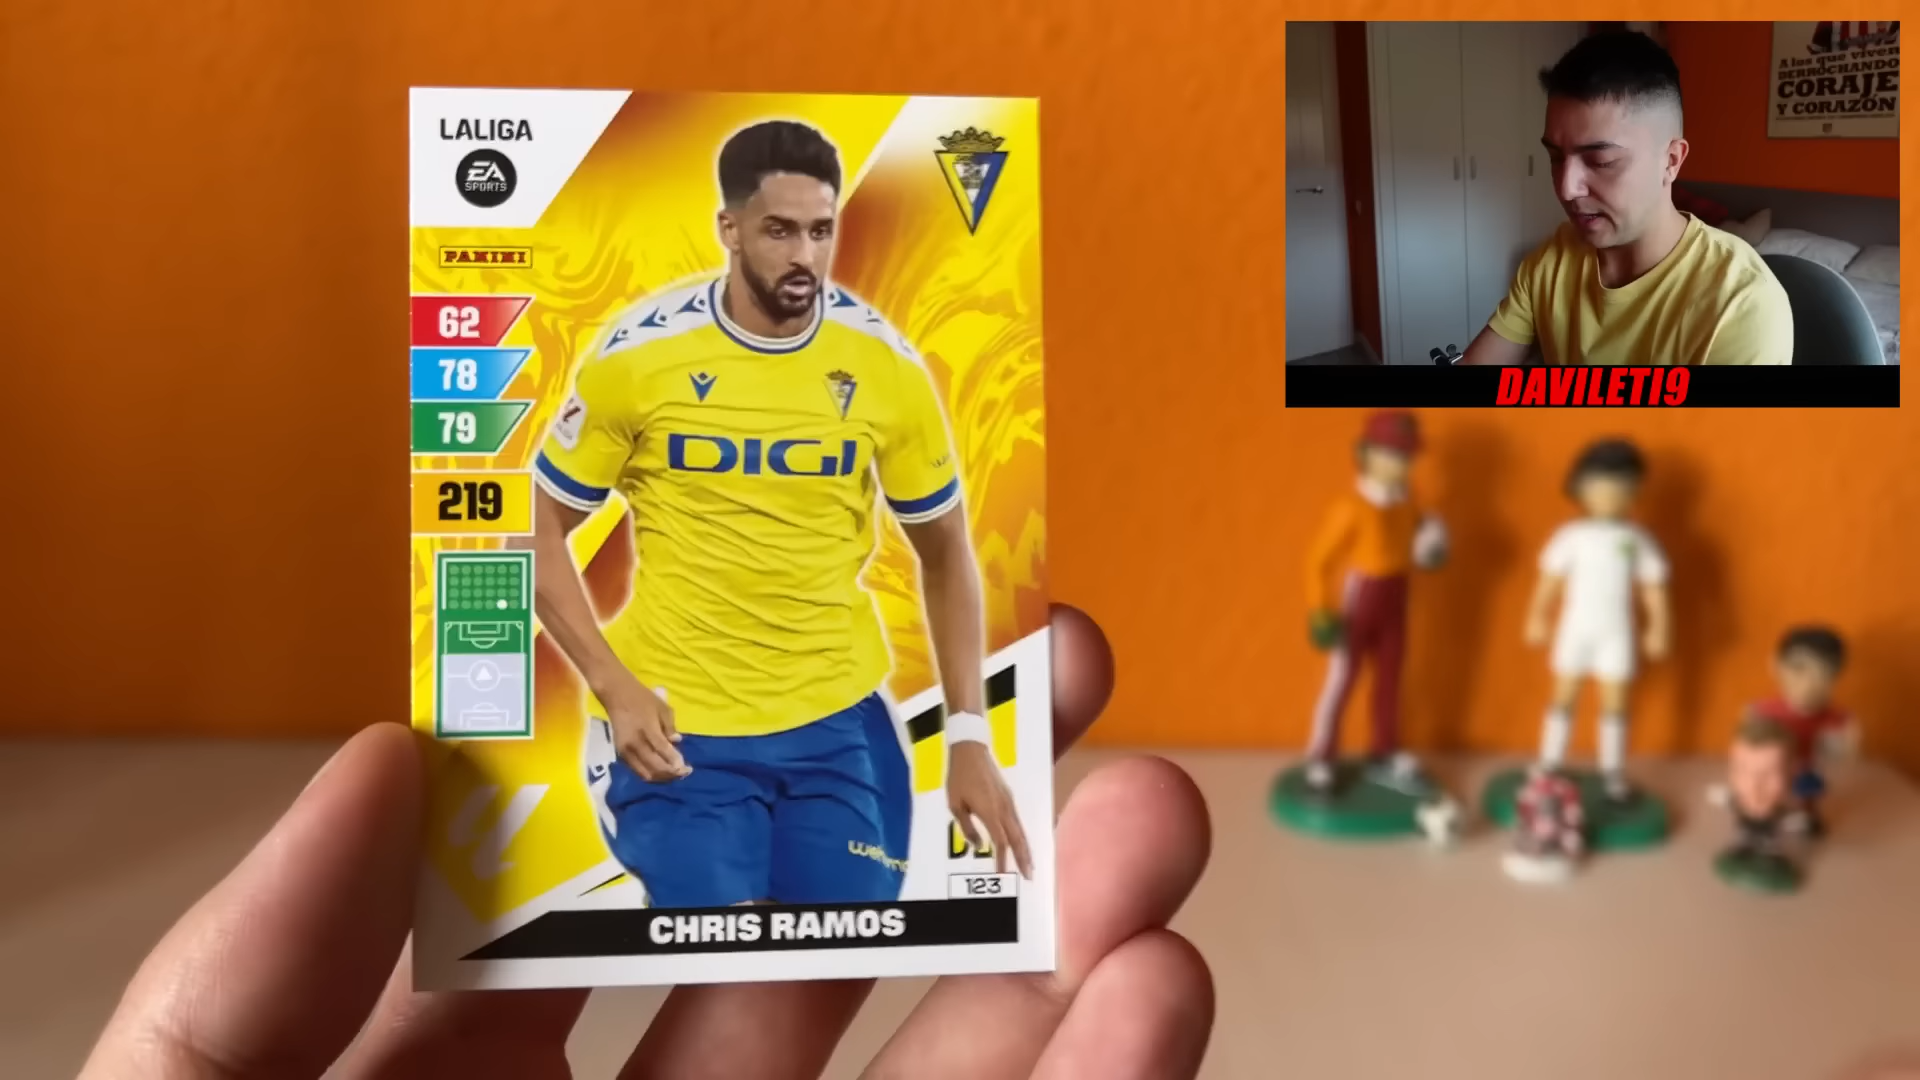 LALIGA
EA
SPORTS
PANINI
62
78
79
219
DIGI
123
CHRIS RAMOS
A los que viven
DERROCHANDO
CORAJE
Y CORAZÓN
DAVILETI9